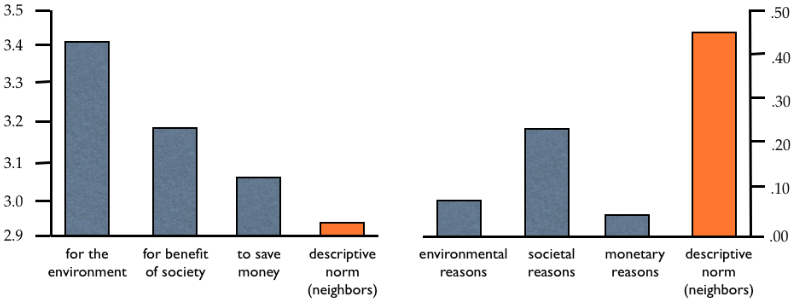 3.5
3.4
3.3
3.2
3.1
3.0
2.9
for the
environment
for benefit
of society
to save
money
descriptive
norm
(neighbors)
.50
.40
.30
.20
.10
.00
environmental
reasons
societal
reasons
monetary
reasons
descriptive
norm
(neighbors)